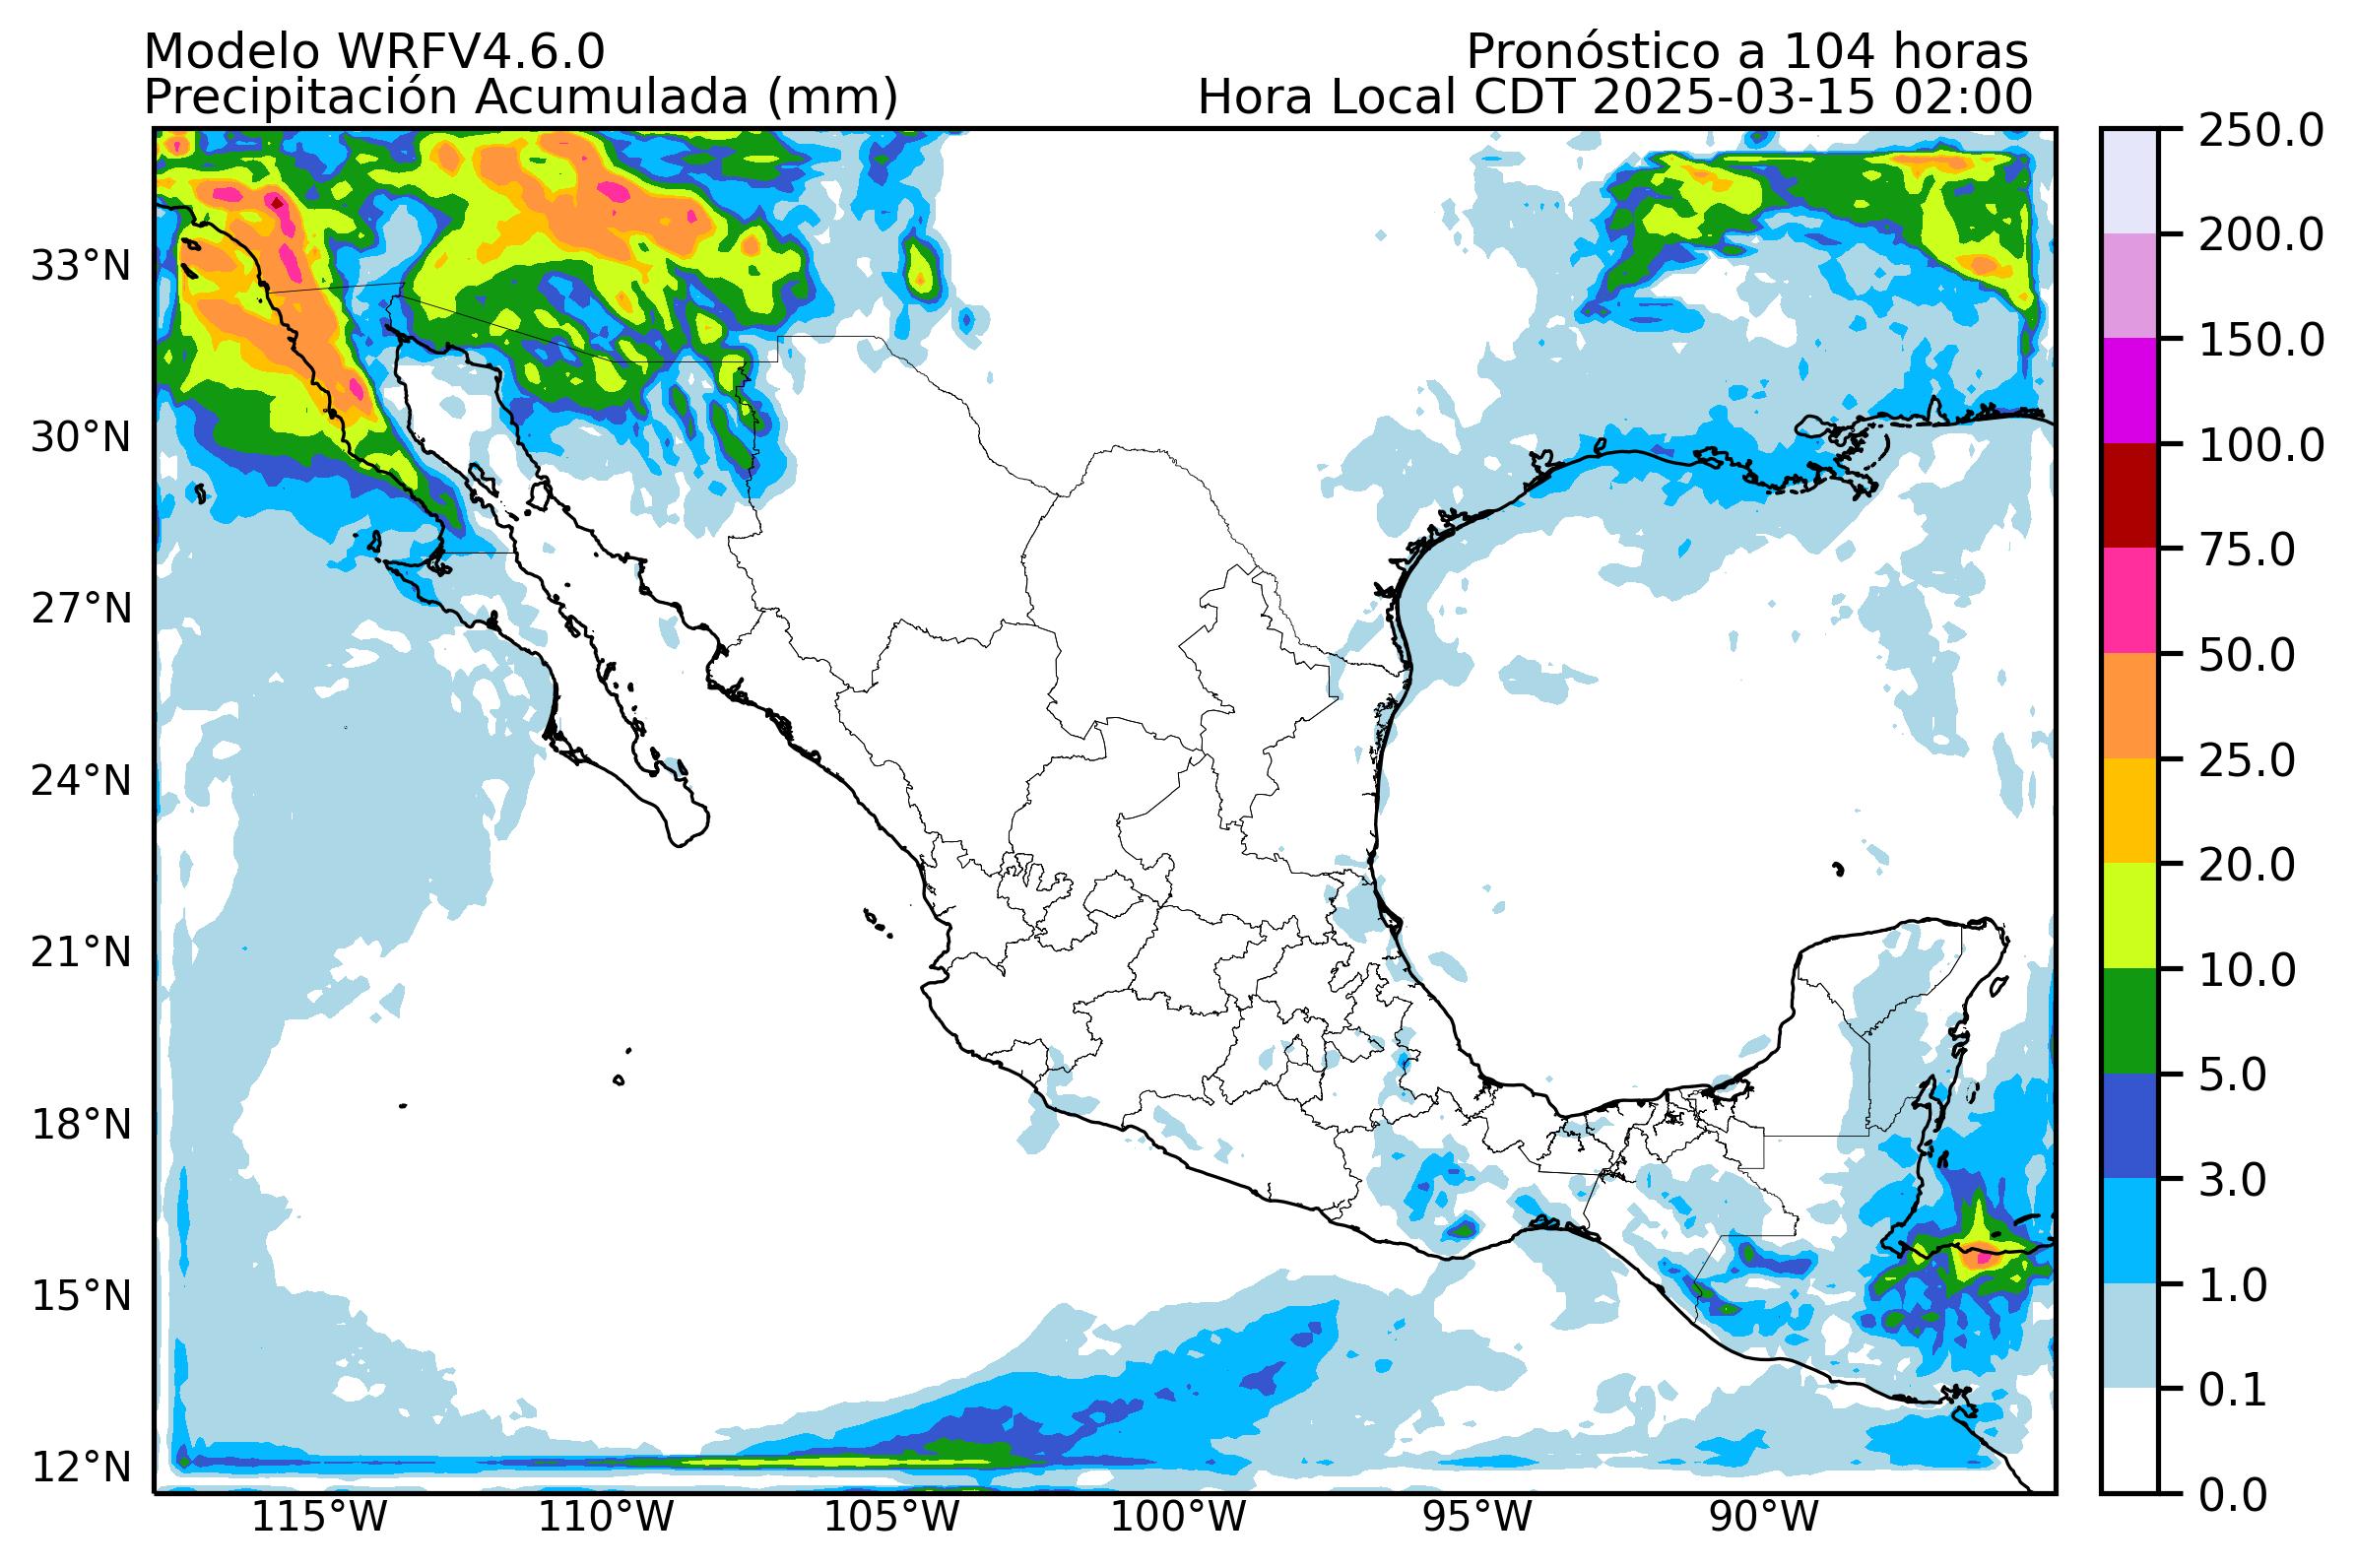 Modelo WRFV4.6.0
Pronóstico a 104 horas
Precipitación Acumulada (mm)
Hora Local CDT 2025-03-15 02:00
250.0
200.0
150.0
100.0
75.0
50.0
25.0
20.0
10.0
5.0
3.0
1.0
0.1
0.0
33°N
30°N
27°N
24°N
21°N
18°N
15°N
12°N
115°W
110°W
105°W
100°W
95°W
90°W